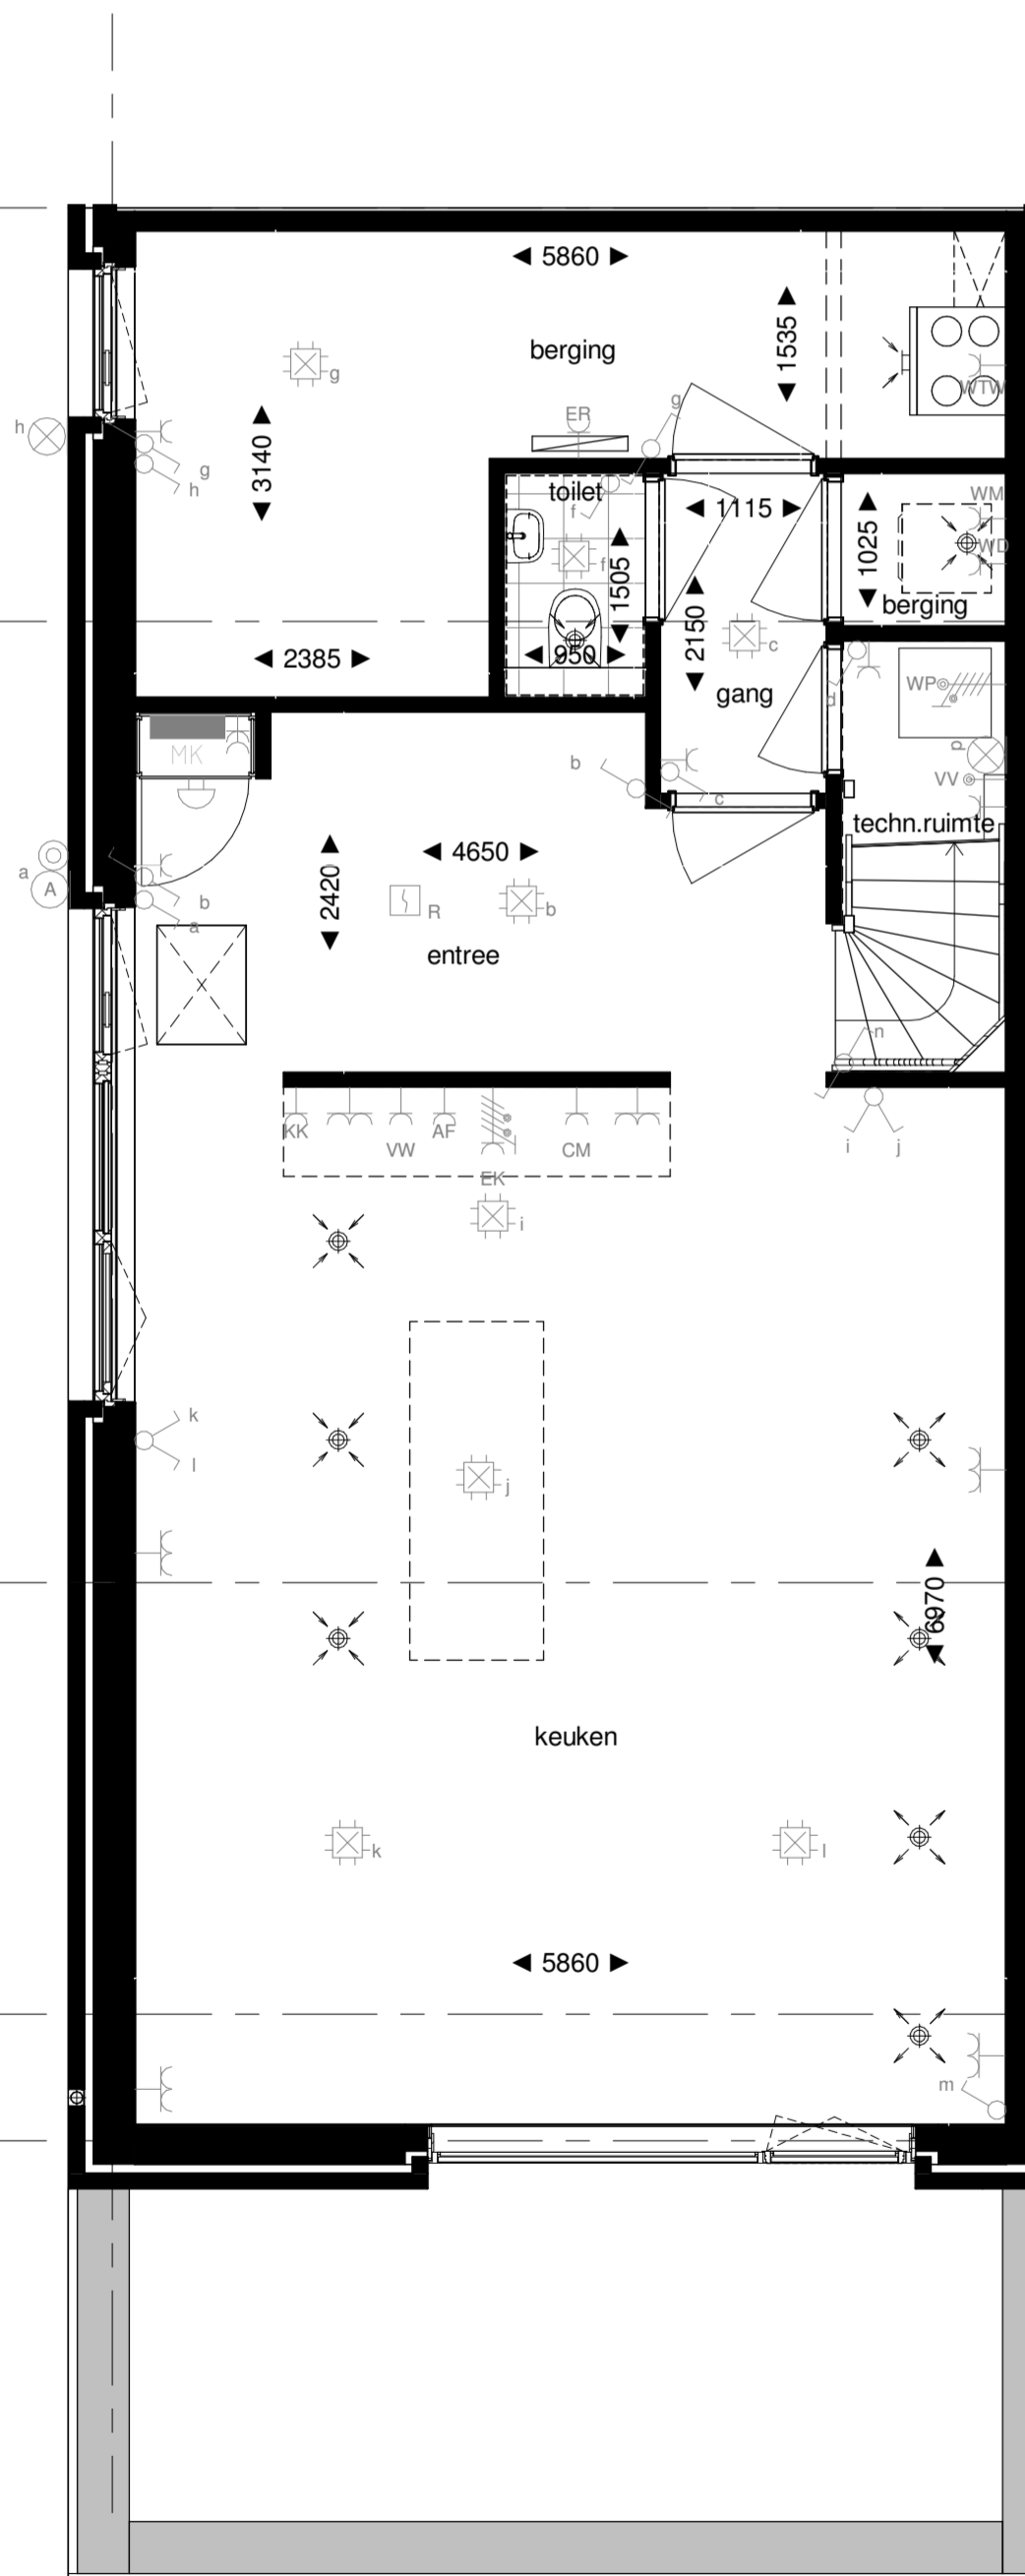 5860
1535
berging
g
WTW
h
g
ER
g
h
3140
toilet
f
1115
WM
1025
WD
f
1505
berging
2150
c
2385
950
gang
d
WP
MK
b
p
c
VV
techn.ruimte
4650
2420
a
A
b
a
R
b
entree
n
KK
VW
AF
EK
CM
i
j
i
k
l
j
6970
keuken
k
l
5860
m